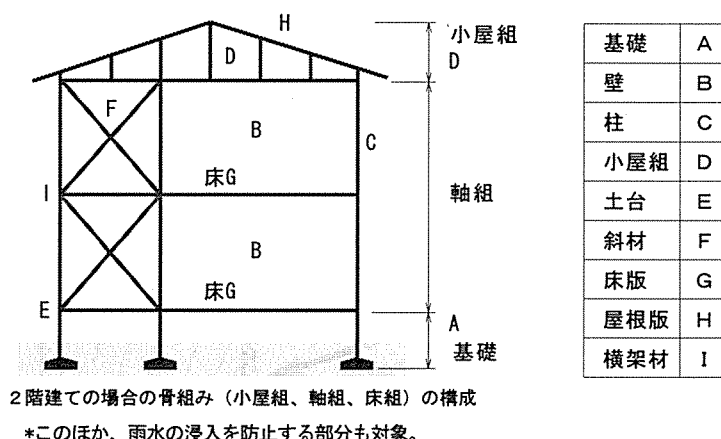 H
小屋組
D
D
F
B
C
床G
I
軸組
B
床G
E
A
基礎
基礎 A
壁 B
柱 C
小屋組 D
土台 E
斜材 F
床版 G
屋根版 H
横架材 I
2階建ての場合の骨組み（小屋組、軸組、床組）の構成
*このほか、雨水の浸入を防止する部分も対象。